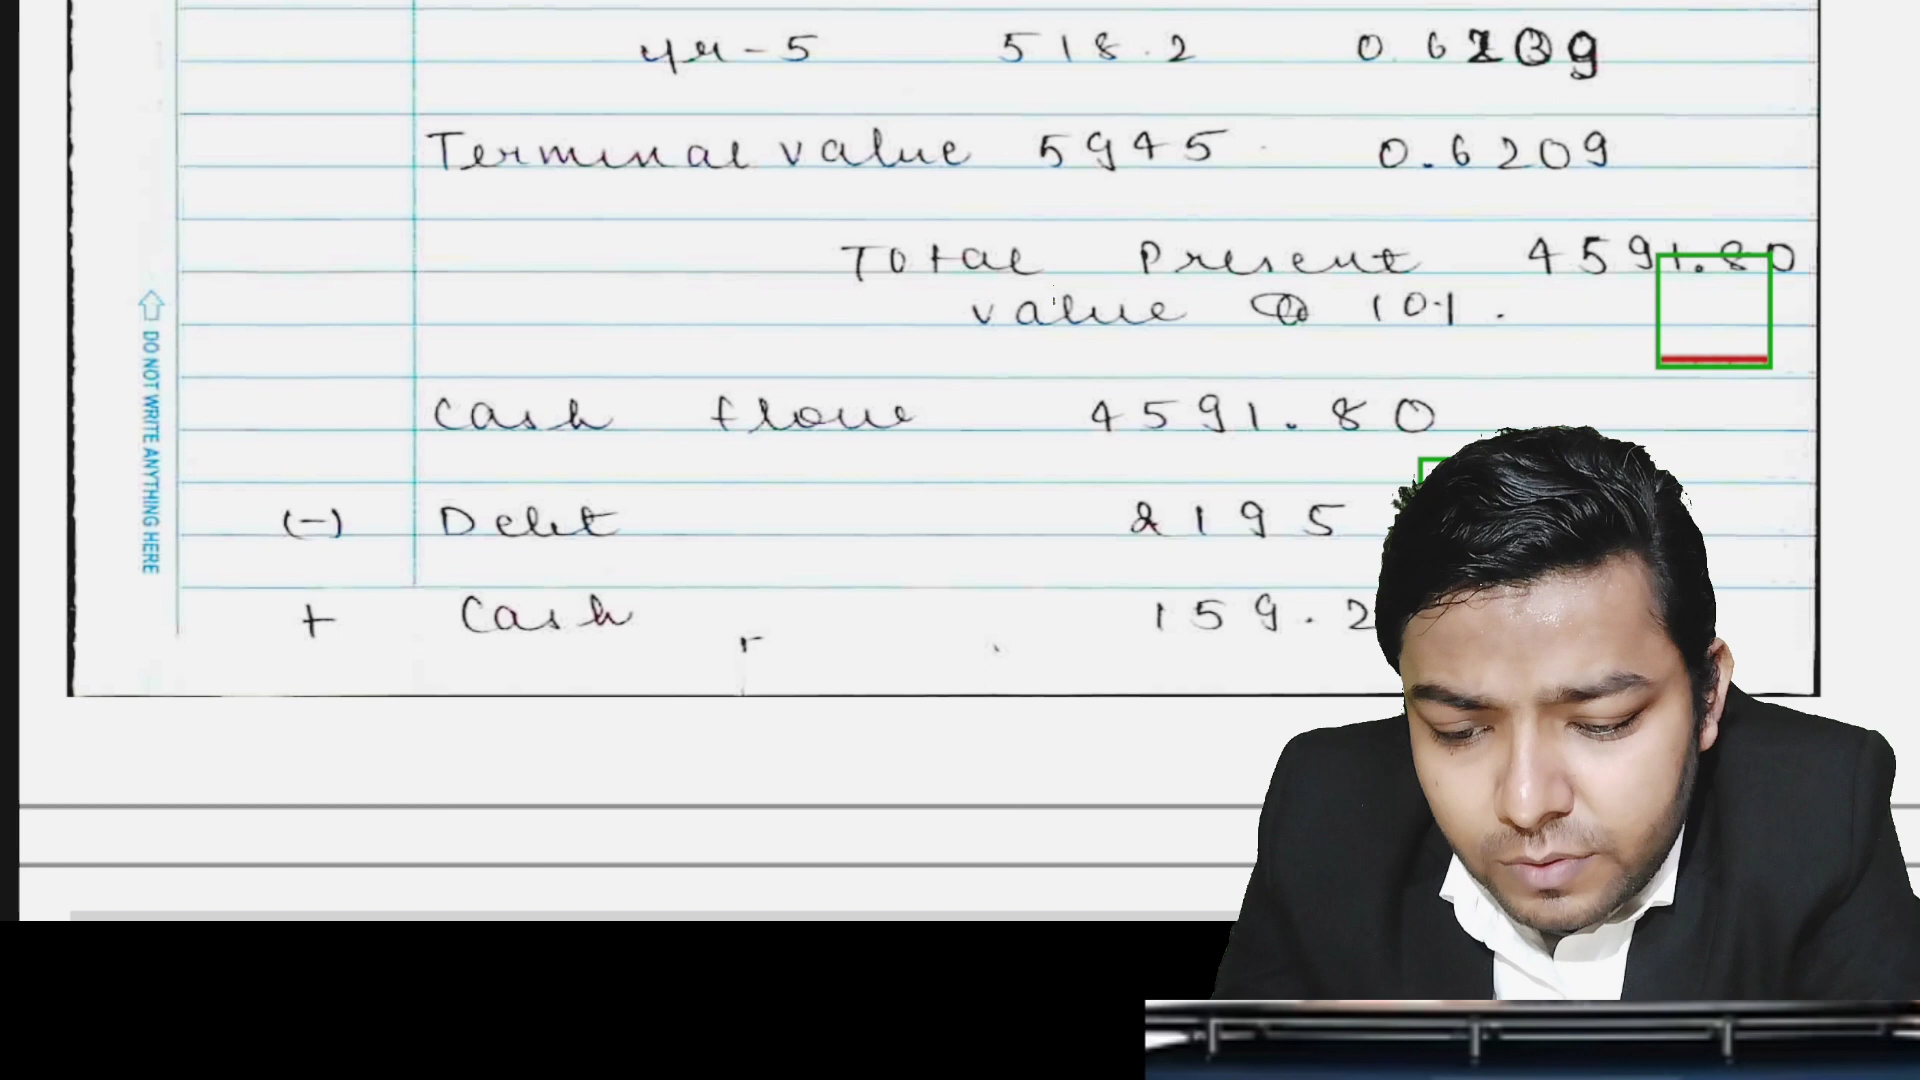 yr - 5 518.2 0.6209
Terminal value 5945 0.6209
Total Present 4591.80
value @ 10%.
Cash flow 4591.80
(-) Debt 2195
+ Cash 159.2
DO NOT WRITE ANYTHING HERE